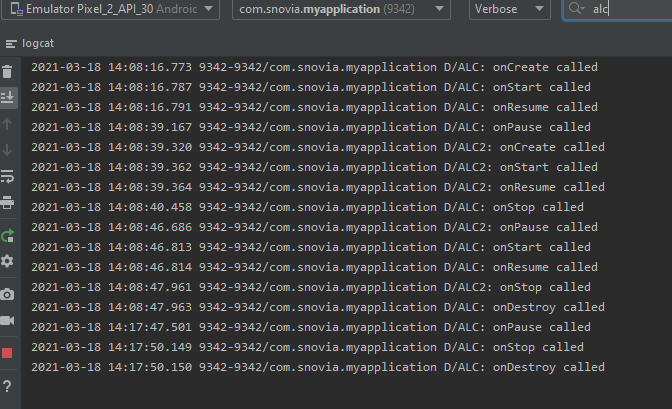 Emulator Pixel_2_API_30 Androic
com.snovia.myapplication (9342)
Verbose
alc
logcat
2021-03-18 14:08:16.773 9342-9342/com.snovia.myapplication D/ALC: onCreate called
2021-03-18 14:08:16.787 9342-9342/com.snovia.myapplication D/ALC: onStart called
2021-03-18 14:08:16.791 9342-9342/com.snovia.myapplication D/ALC: onResume called
2021-03-18 14:08:39.167 9342-9342/com.snovia.myapplication D/ALC: onPause called
2021-03-18 14:08:39.320 9342-9342/com.snovia.myapplication D/ALC2: onCreate called
2021-03-18 14:08:39.362 9342-9342/com.snovia.myapplication D/ALC2: onStart called
2021-03-18 14:08:39.364 9342-9342/com.snovia.myapplication D/ALC2: onResume called
2021-03-18 14:08:40.458 9342-9342/com.snovia.myapplication D/ALC: onStop called
2021-03-18 14:08:46.686 9342-9342/com.snovia.myapplication D/ALC2: onPause called
2021-03-18 14:08:46.813 9342-9342/com.snovia.myapplication D/ALC: onStart called
2021-03-18 14:08:46.814 9342-9342/com.snovia.myapplication D/ALC: onResume called
2021-03-18 14:08:47.961 9342-9342/com.snovia.myapplication D/ALC2: onStop called
2021-03-18 14:08:47.963 9342-9342/com.snovia.myapplication D/ALC: onDestroy called
2021-03-18 14:17:47.501 9342-9342/com.snovia.myapplication D/ALC: onPause called
2021-03-18 14:17:50.149 9342-9342/com.snovia.myapplication D/ALC: onStop called
2021-03-18 14:17:50.150 9342-9342/com.snovia.myapplication D/ALC: onDestroy called